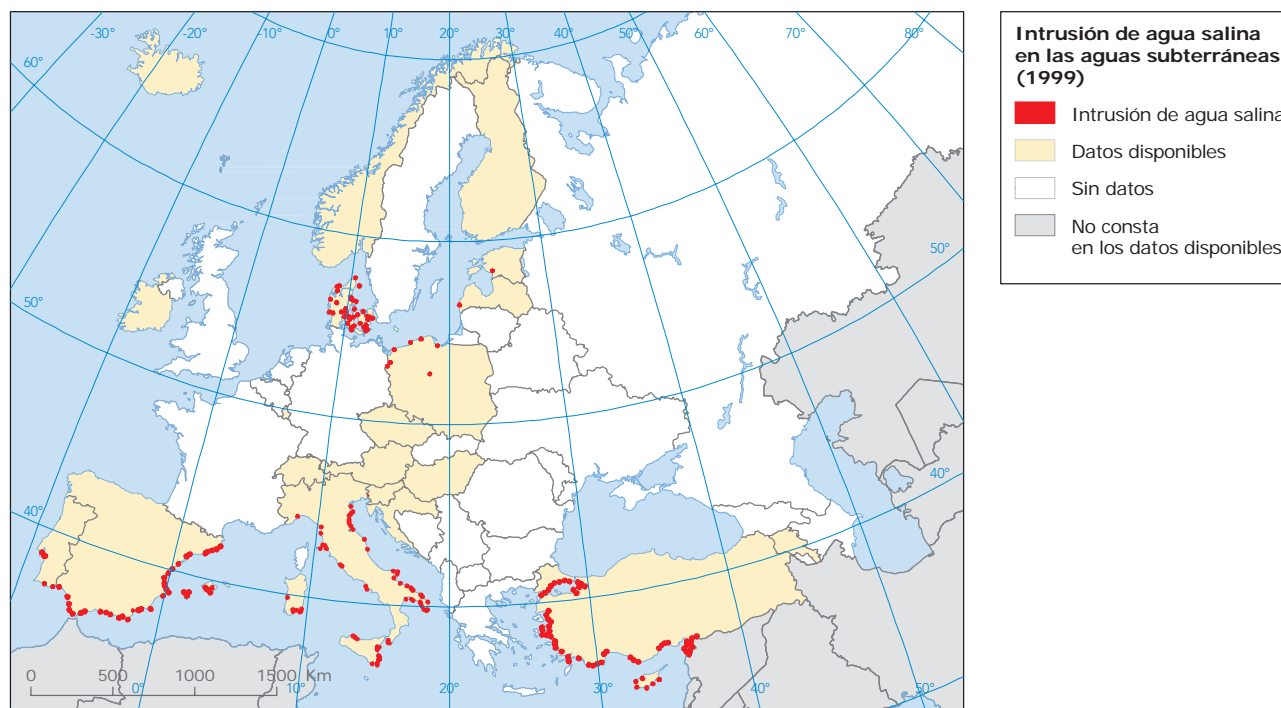 -30° -20° -10° 0° 10° 20° 30° 40° 50° 60° 70° 80°
60°
50°
50°
40°
40°
0 500 1000 1500 Km
0° 10° 20° 30° 40° 50°
Intrusión de agua salina
en las aguas subterráneas
(1999)
Intrusión de agua salina
Datos disponibles
Sin datos
No consta
en los datos disponibles